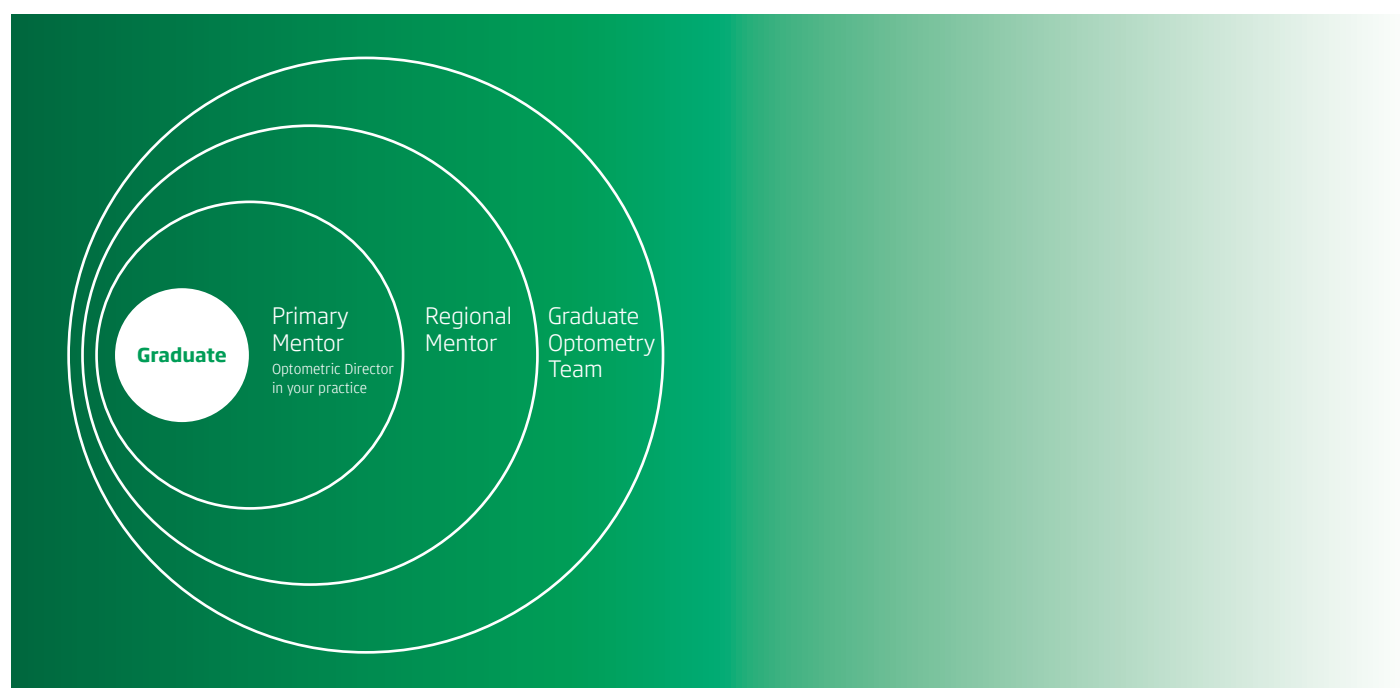 Graduate
Primary
Mentor
Optometric Director
in your practice
Regional
Mentor
Graduate
Optometry
Team